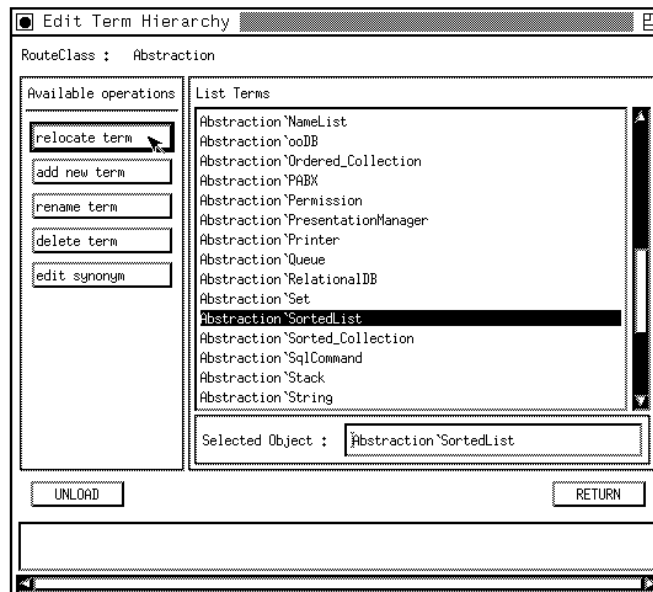 Edit Term Hierarchy
RouteClass :   Abstraction
Available operations
relocate term
add new term
rename term
delete term
edit synonym
List Terms
Abstraction`NameList
Abstraction`ooDB
Abstraction`Ordered_Collection
Abstraction`PABX
Abstraction`Permission
Abstraction`PresentationManager
Abstraction`Printer
Abstraction`Queue
Abstraction`RelationalDB
Abstraction`Set
Abstraction`SortedList
Abstraction`Sorted_Collection
Abstraction`SqlCommand
Abstraction`Stack
Abstraction`String
Selected Object :   Abstraction`SortedList
UNLOAD   RETURN